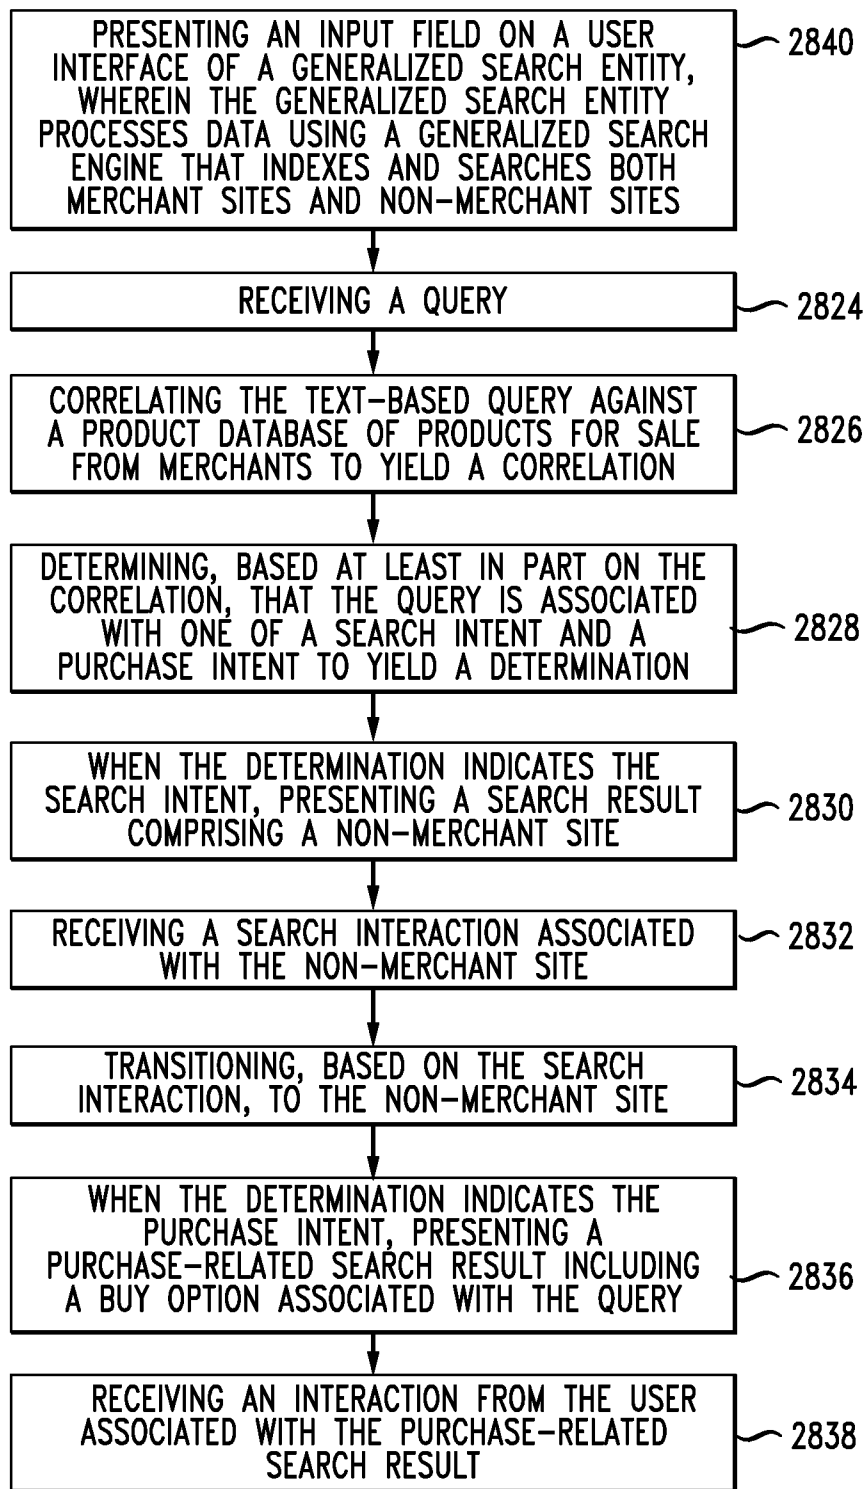 PRESENTING AN INPUT FIELD ON A USER
INTERFACE OF A GENERALIZED SEARCH ENTITY,
WHEREIN THE GENERALIZED SEARCH ENTITY
PROCESSES DATA USING A GENERALIZED SEARCH
ENGINE THAT INDEXES AND SEARCHES BOTH
MERCHANT SITES AND NON-MERCHANT SITES
2840
RECEIVING A QUERY
2824
CORRELATING THE TEXT-BASED QUERY AGAINST
A PRODUCT DATABASE OF PRODUCTS FOR SALE
FROM MERCHANTS TO YIELD A CORRELATION
2826
DETERMINING, BASED AT LEAST IN PART ON THE
CORRELATION, THAT THE QUERY IS ASSOCIATED
WITH ONE OF A SEARCH INTENT AND A
PURCHASE INTENT TO YIELD A DETERMINATION
2828
WHEN THE DETERMINATION INDICATES THE
SEARCH INTENT, PRESENTING A SEARCH RESULT
COMPRISING A NON-MERCHANT SITE
2830
RECEIVING A SEARCH INTERACTION ASSOCIATED
WITH THE NON-MERCHANT SITE
2832
TRANSITIONING, BASED ON THE SEARCH
INTERACTION, TO THE NON-MERCHANT SITE
2834
WHEN THE DETERMINATION INDICATES THE
PURCHASE INTENT, PRESENTING A
PURCHASE-RELATED SEARCH RESULT INCLUDING
A BUY OPTION ASSOCIATED WITH THE QUERY
2836
RECEIVING AN INTERACTION FROM THE USER
ASSOCIATED WITH THE PURCHASE-RELATED
SEARCH RESULT
2838